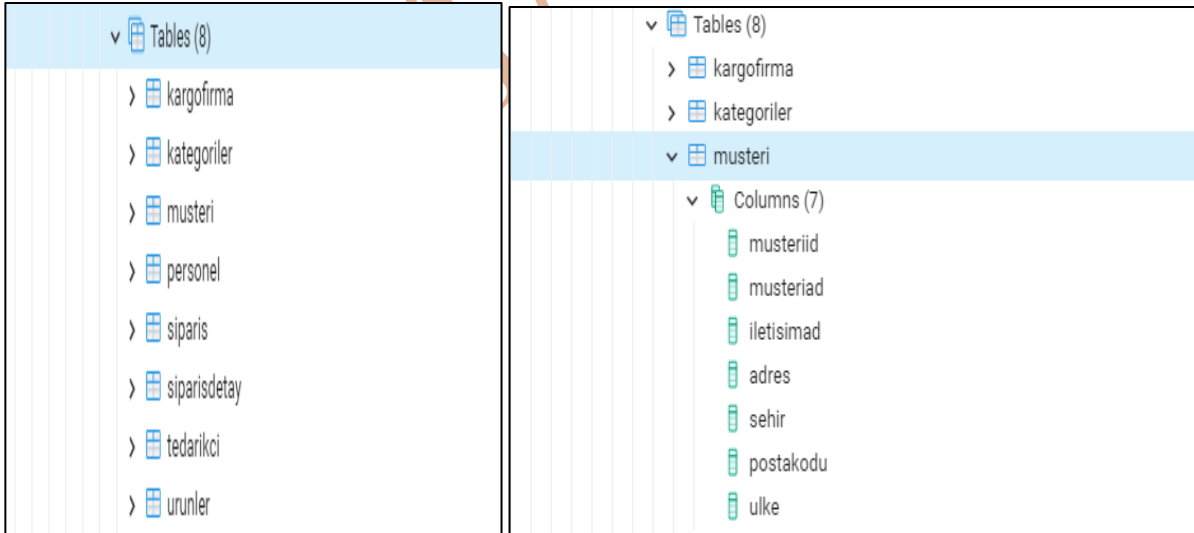 Tables (8)
kargofirma
kategoriler
musteri
personel
siparis
siparisdetay
tedarikci
urunler
Tables (8)
kargofirma
kategoriler
musteri
Columns (7)
musteriid
musteriad
iletisimad
adres
sehir
postakodu
ulke